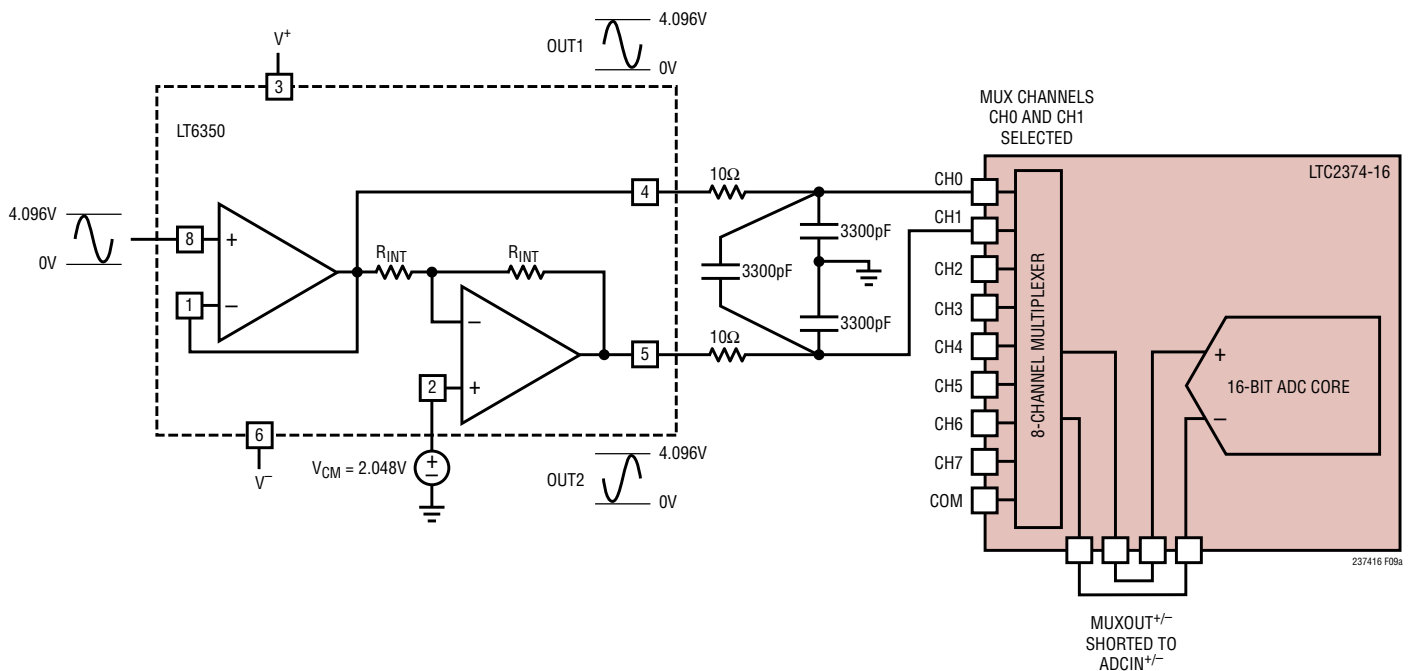 4.096V
OUT1
0V
V+
3
LT6350
MUX CHANNELS
CH0 AND CH1
SELECTED
LTC2374-16
4.096V
0V
8
+
1
–
RINT
RINT
–
+
2
4
5
10Ω
10Ω
3300pF
3300pF
3300pF
CH0
CH1
CH2
CH3
CH4
CH5
CH6
CH7
COM
8-CHANNEL MULTIPLEXER
+
16-BIT ADC CORE
–
6
V–
VCM = 2.048V
+
–
4.096V
OUT2
0V
237416 F09a
MUXOUT+/–
SHORTED TO
ADCIN+/–